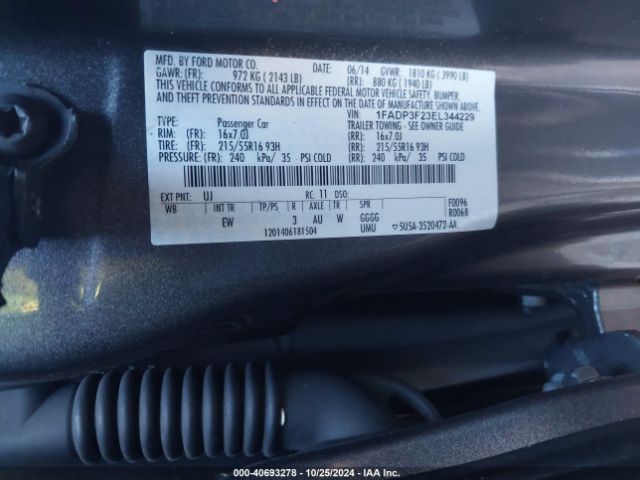 MFD. BY FORD MOTOR CO.
DATE: 06/14 GVWR: 1810 KG ( 3990 LB)
GAWR: (FR): 972 KG ( 2143 LB) (RR): 880 KG ( 1940 LB)
THIS VEHICLE CONFORMS TO ALL APPLICABLE FEDERAL MOTOR VEHICLE SAFETY, BUMPER,
AND THEFT PREVENTION STANDARDS IN EFFECT ON THE DATE OF MANUFACTURE SHOWN ABOVE.
VIN: 1FADP3F23EL344229
TYPE: Passenger Car TRAILER TOWING - SEE OWNER GUIDE
RIM: (FR): 16x7.0J (RR): 16x7.0J
TIRE: (FR): 215/55R16 93H (RR): 215/55R16 93H
PRESSURE: (FR): 240 kPa/ 35 PSI COLD (RR): 240 kPa/ 35 PSI COLD
EXT PNT: UJ RC: 11 DSO: F0096
WB INT TR TP/PS R AXLE TR SPR R0068
EW 3 AU W GGGG
1201406181504 UMU 5U5A-3520472-AA
000-40693278 - 10/25/2024 - IAA Inc.